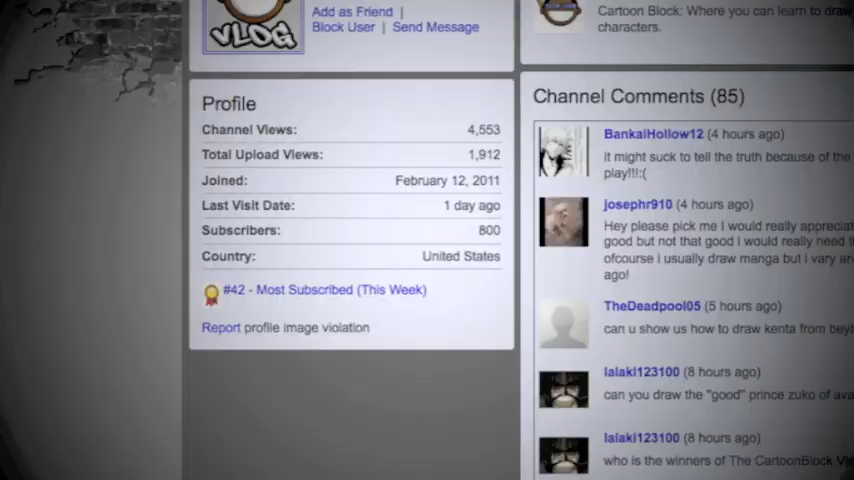 VLOG
Add as Friend |
Block User | Send Message
Cartoon Block: Where you can learn to draw
characters.
Profile
Channel Views: 4,553
Total Upload Views: 1,912
Joined: February 12, 2011
Last Visit Date: 1 day ago
Subscribers: 800
Country: United States
#42 - Most Subscribed (This Week)
Report profile image violation
Channel Comments (85)
BankaiHollow12 (4 hours ago)
It might suck to tell the truth because of the
play!!!:(
josephr910 (4 hours ago)
Hey please pick me I would really
good but not that good i would really need
ofcourse i usually draw manga but i vary
ago!
TheDeadpool05 (5 hours ago)
can u show us how to draw kenta from
lalaki123100 (8 hours ago)
can you draw the "good" prince zuko of
lalaki123100 (8 hours ago)
who is the winners of The CartoonBlock